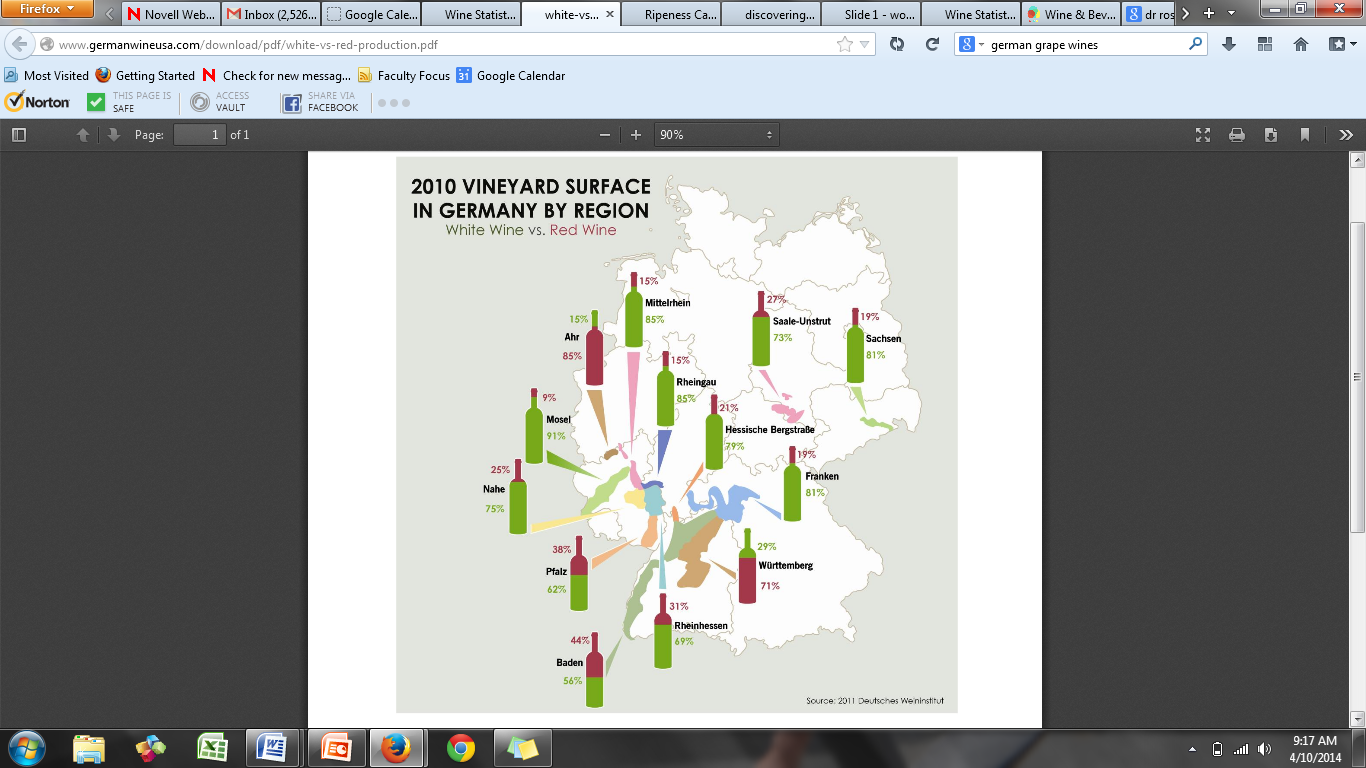 Firefox
Novell Web...
Inbox (2,526...
Google Cale...
Wine Statist...
white-vs...
Ripeness Ca...
discovering...
Slide 1 - wo...
Wine Statist...
Wine & Bev...
dr ros
www.germanwineusa.com/download/pdf/white-vs-red-production.pdf
german grape wines
Most Visited
Getting Started
Check for new messag...
Faculty Focus
Google Calendar
Norton
THIS PAGE IS
SAFE
ACCESS
VAULT
SHARE VIA
FACEBOOK
Page: 1 of 1
90%
2010 VINEYARD SURFACE
IN GERMANY BY REGION
White Wine vs. Red Wine
15%
Mittelrhein
85%
27%
Saale-Unstrut
73%
19%
Sachsen
81%
15%
Ahr
85%
15%
Rheingau
85%
9%
Mosel
91%
21%
Hessische Bergstraße
79%
19%
Franken
81%
25%
Nahe
75%
38%
Pfalz
62%
29%
Württemberg
71%
31%
Rheinhessen
69%
44%
Baden
56%
Source: 2011 Deutsches Weininstitut
9:17 AM
4/10/2014